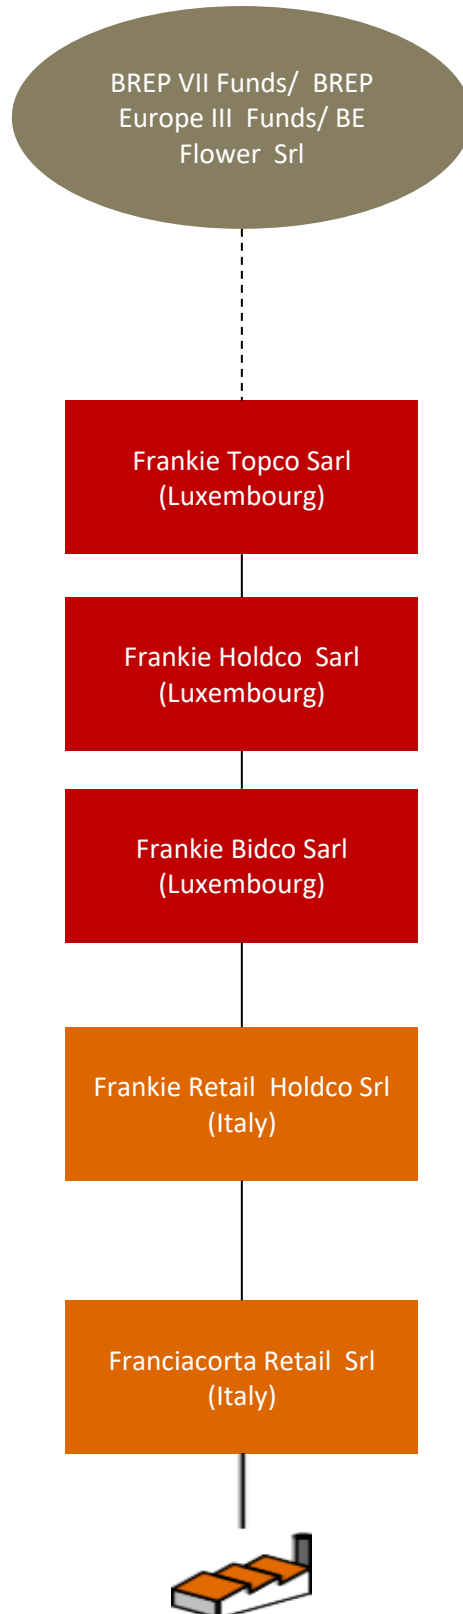 BREP VII Funds/ BREP
Europe III Funds/ BE
Flower Srl
Frankie Topco Sarl
(Luxembourg)
Frankie Holdco Sarl
(Luxembourg)
Frankie Bidco Sarl
(Luxembourg)
Frankie Retail Holdco Srl
(Italy)
Franciacorta Retail Srl
(Italy)